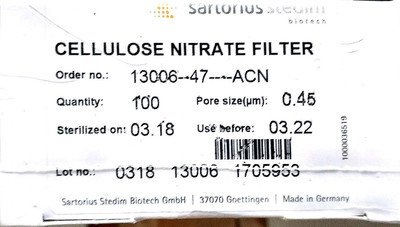 sartorius stedim
biotech
CELLULOSE NITRATE FILTER
Order no.: 13006--47---ACN
Quantity: 100 Pore size(µm): 0.45
Sterilized on: 03.18 Use before: 03.22
Lot no.: 0318 13006 1705953
1000036519
Sartorius Stedim Biotech GmbH | 37070 Goettingen | Made in Germany